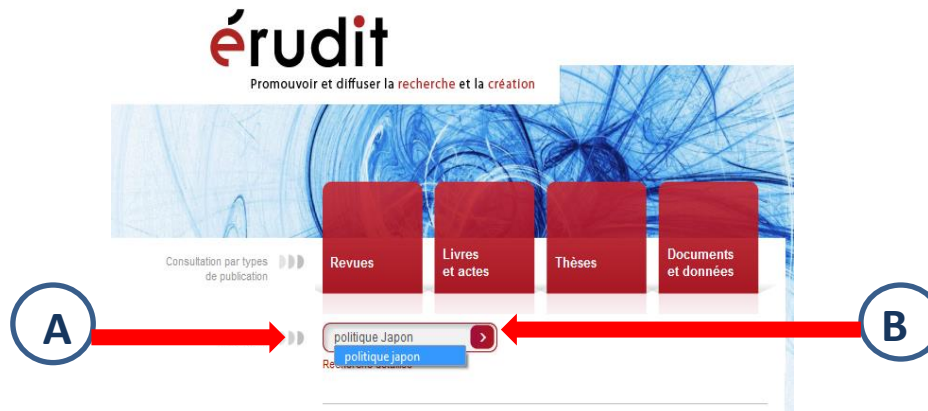 érudit
Promouvoir et diffuser la recherche et la création
Consultation par types
de publication
Revues
Livres
et actes
Thèses
Documents
et données
A
politique Japon
B
politique japon